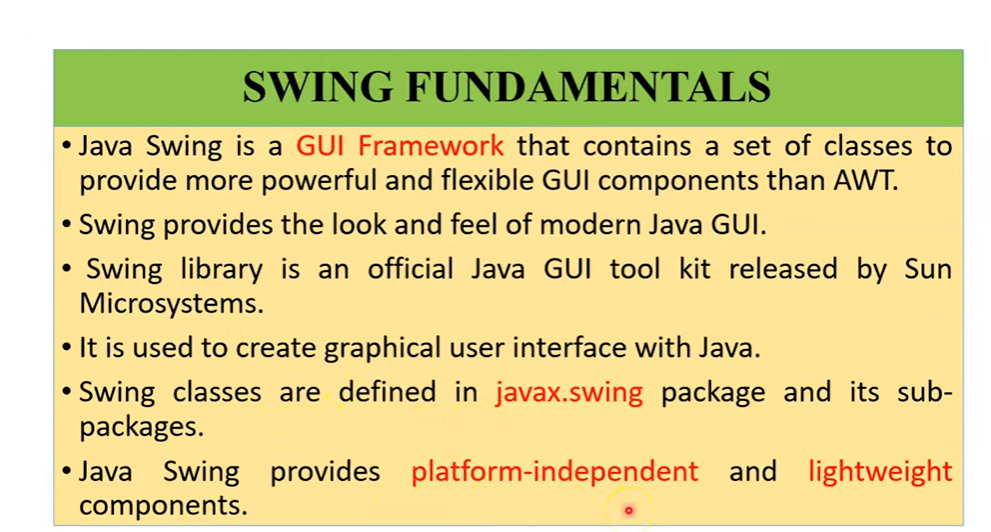 SWING FUNDAMENTALS
• Java Swing is a GUI Framework that contains a set of classes to
provide more powerful and flexible GUI components than AWT.
• Swing provides the look and feel of modern Java GUI.
• Swing library is an official Java GUI tool kit released by Sun
Microsystems.
• It is used to create graphical user interface with Java.
• Swing classes are defined in javax.swing package and its sub-
packages.
• Java Swing provides platform-independent and lightweight
components.